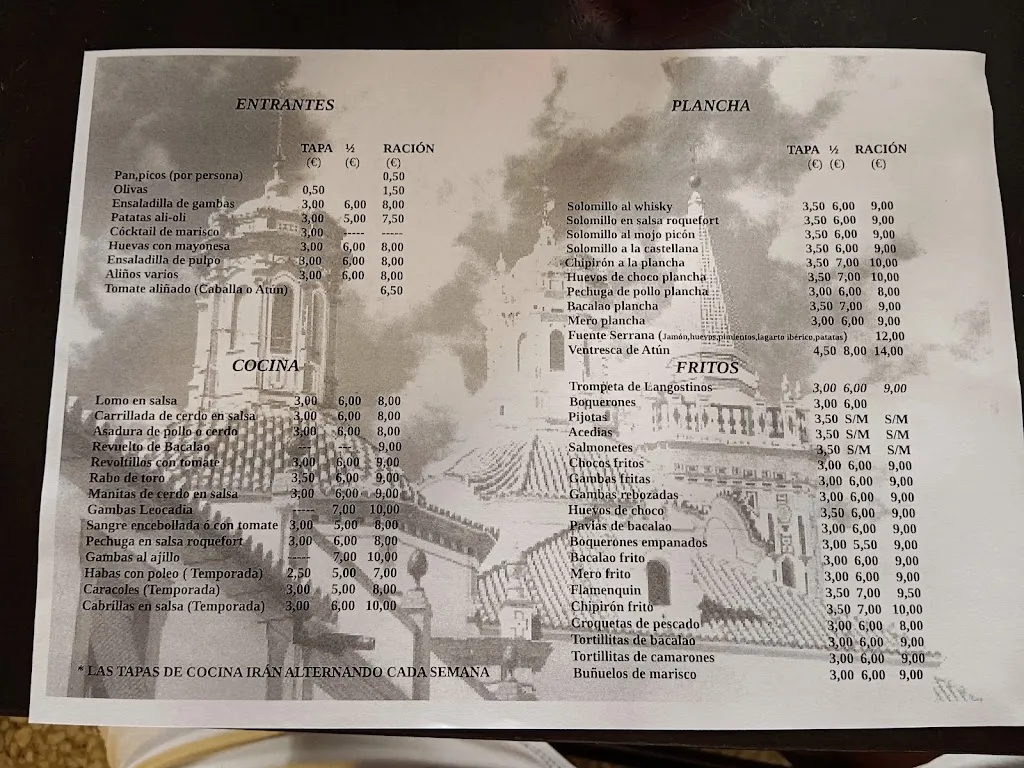 ENTRANTES
TAPA ½ RACIÓN
(€) (€) (€)
Pan,picos (por persona) 0,50
Olivas 0,50 1,50
Ensaladilla de gambas 3,00 6,00 8,00
Patatas ali-oli 3,00 5,00 7,50
Cócktail de marisco 3,00 ----- -----
Huevas con mayonesa 3,00 6,00 8,00
Ensaladilla de pulpo 3,00 6,00 8,00
Aliños varios 3,00 6,00 8,00
Tomate aliñado (Caballa o Atún) 6,50
COCINA
Lomo en salsa 3,00 6,00 8,00
Carrillada de cerdo en salsa 3,00 6,00 8,00
Asadura de pollo o cerdo 3,00 6,00 8,00
Revuelto de Bacalao --- --- 9,00
Revoltillos con tomate 3,00 6,00 9,00
Rabo de toro 3,50 6,00 9,00
Manitas de cerdo en salsa 3,00 6,00 9,00
Gambas Leocadia ----- 7,00 10,00
Sangre encebollada ó con tomate 3,00 5,00 8,00
Pechuga en salsa roquefort 3,00 6,00 8,00
Gambas al ajillo ----- 7,00 10,00
Habas con poleo ( Temporada) 2,50 5,00 7,00
Caracoles (Temporada) 3,00 5,00 8,00
Cabrillas en salsa (Temporada) 3,00 6,00 10,00
* LAS TAPAS DE COCINA IRÁN ALTERNANDO CADA SEMANA
PLANCHA
TAPA ½ RACIÓN
(€) (€) (€)
Solomillo al whisky 3,50 6,00 9,00
Solomillo en salsa roquefort 3,50 6,00 9,00
Solomillo al mojo picón 3,50 6,00 9,00
Solomillo a la castellana 3,50 6,00 9,00
Chipirón a la plancha 3,50 7,00 10,00
Huevos de choco plancha 3,50 7,00 10,00
Pechuga de pollo plancha 3,00 6,00 8,00
Bacalao plancha 3,50 7,00 9,00
Mero plancha 3,00 6,00 9,00
Fuente Serrana (Jamón,huevos,pimientos,lagarto ibérico,patatas) 12,00
Ventresca de Atún 4,50 8,00 14,00
FRITOS
Trompeta de Langostinos 3,00 6,00 9,00
Boquerones 3,00 6,00
Pijotas 3,50 S/M S/M
Acedias 3,50 S/M S/M
Salmonetes 3,50 S/M S/M
Chocos fritos 3,00 6,00 9,00
Gambas fritas 3,00 6,00 9,00
Gambas rebozadas 3,00 6,00 9,00
Huevos de choco 3,50 6,00 9,00
Pavias de bacalao 3,00 6,00 9,00
Boquerones empanados 3,00 5,50 9,00
Bacalao frito 3,00 6,00 9,00
Mero frito 3,00 6,00 9,00
Flamenquin 3,50 7,00 9,50
Chipirón frito 3,50 7,00 10,00
Croquetas de pescado 3,00 6,00 8,00
Tortillitas de bacalao 3,00 6,00 9,00
Tortillitas de camarones 3,00 6,00 9,00
Buñuelos de marisco 3,00 6,00 9,00